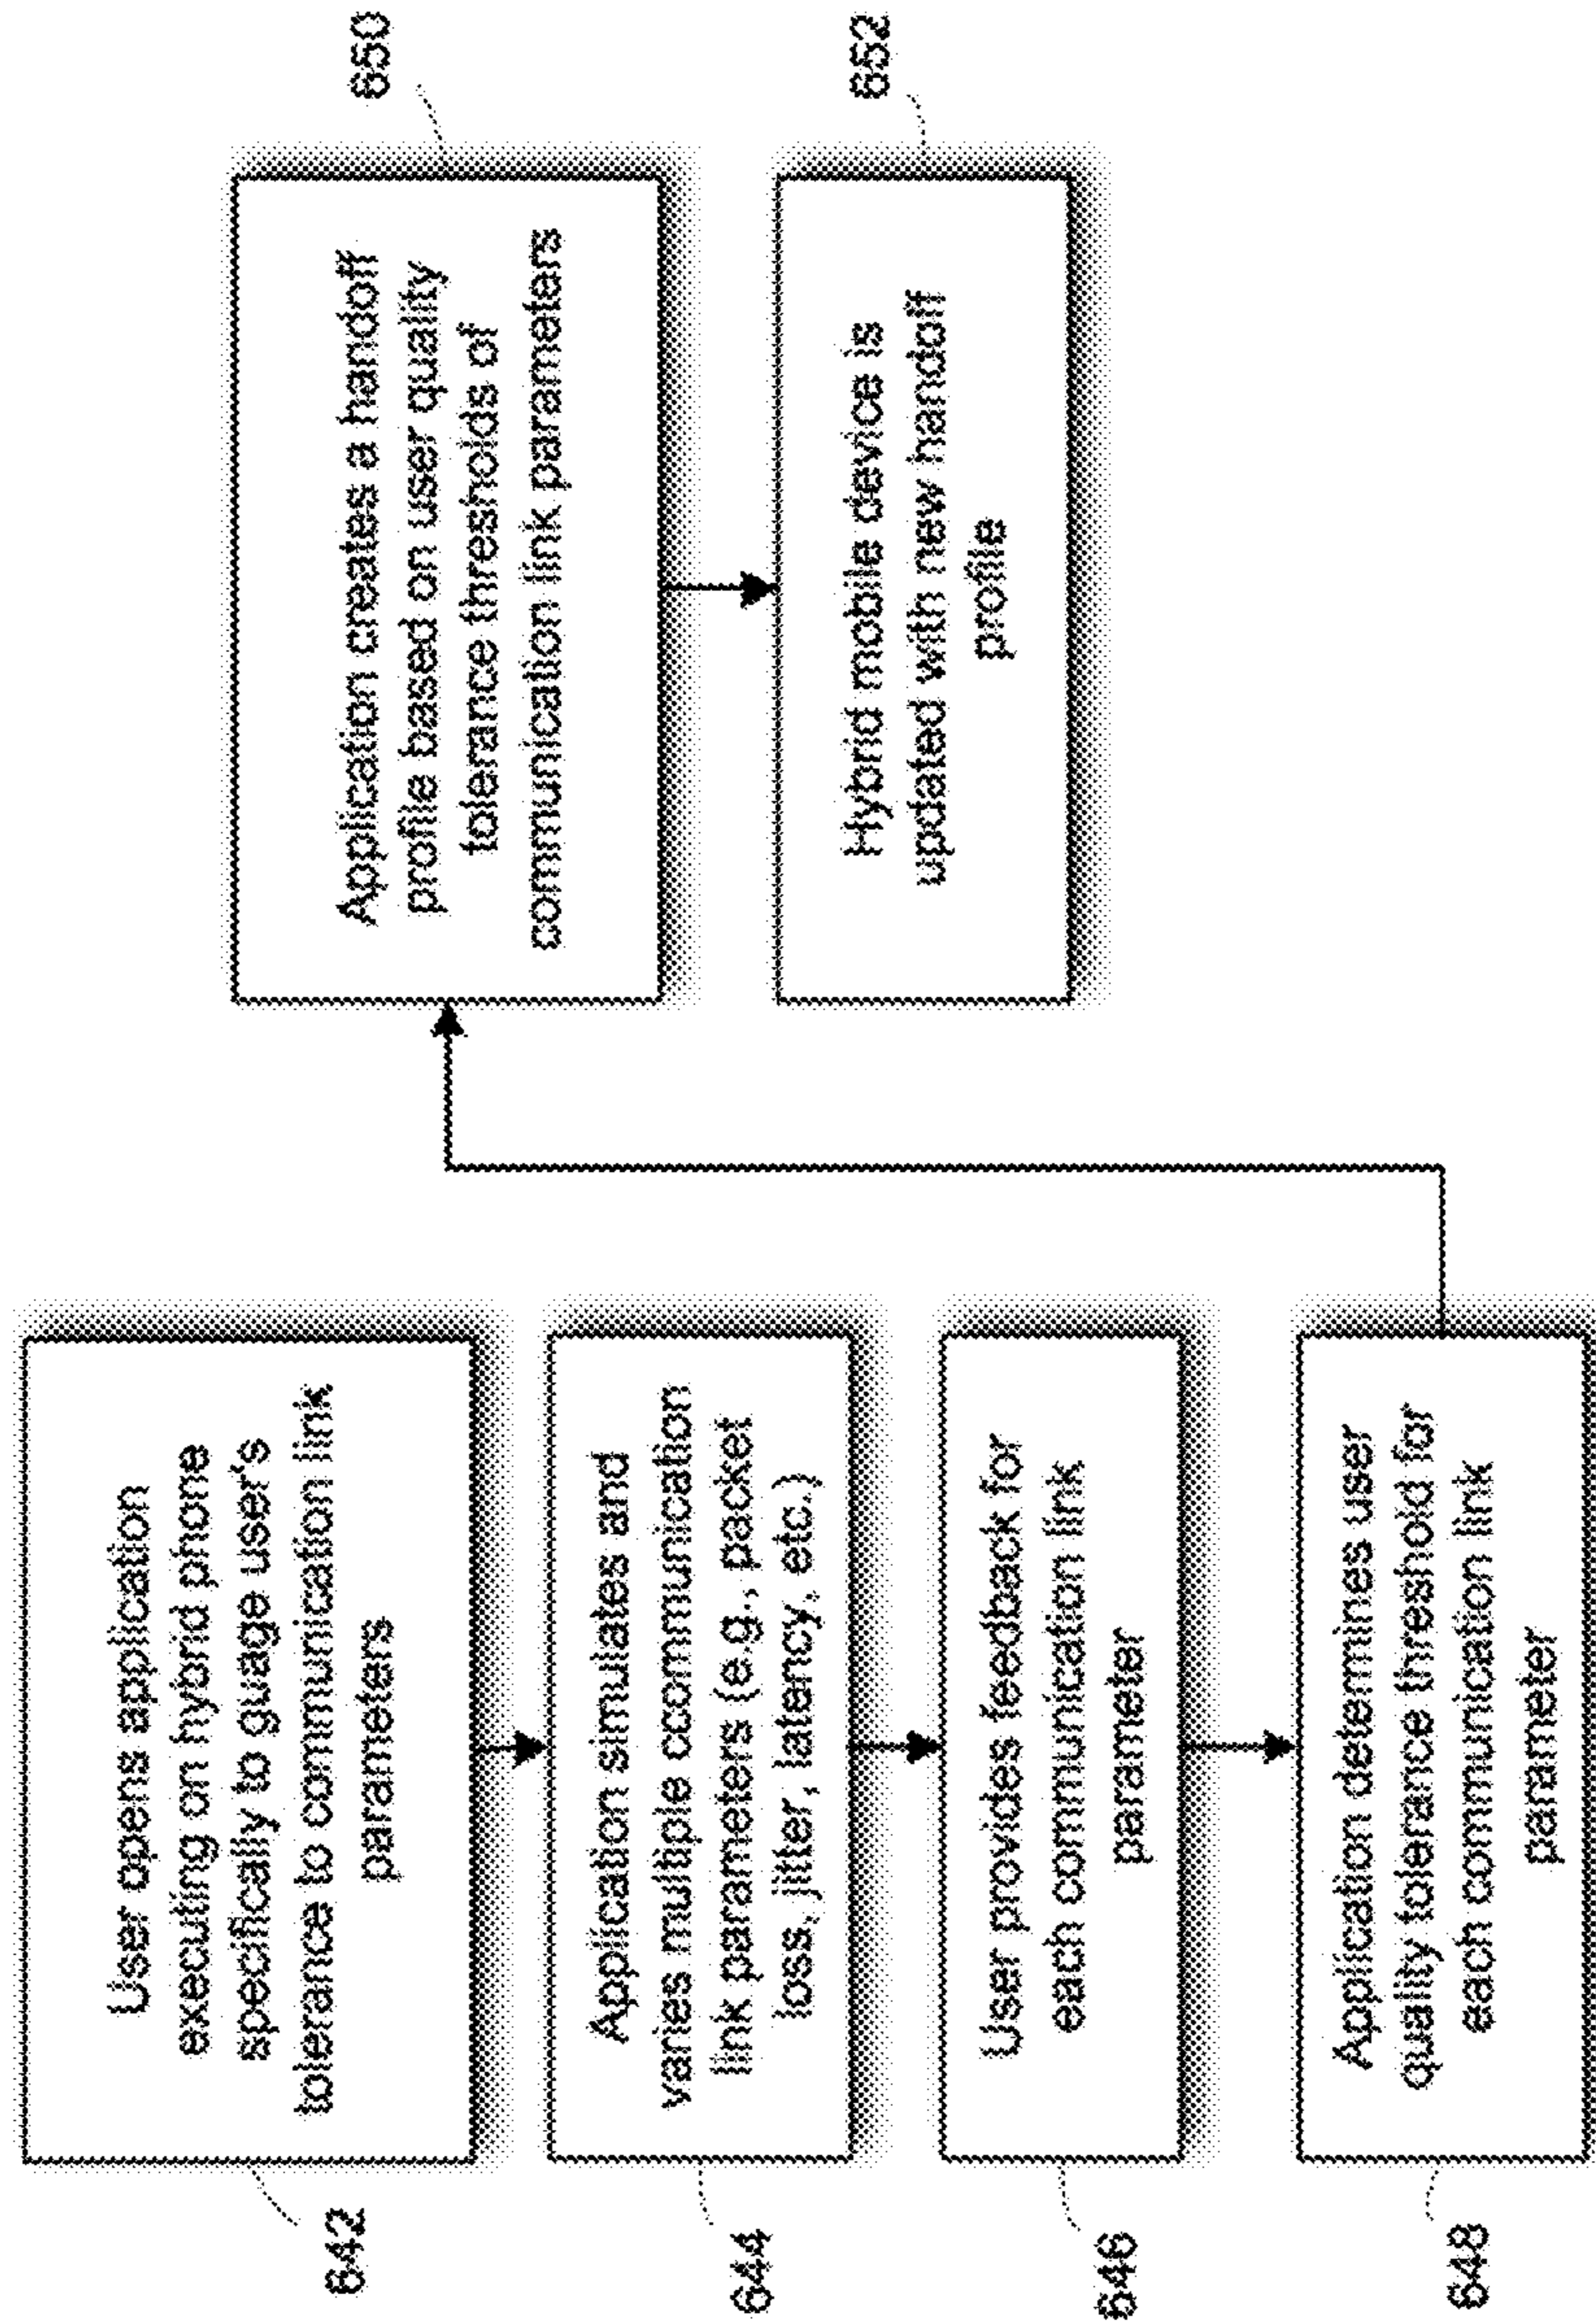 User opens application
executing on hybrid phone
specifically to guage user's
tolerance to communication link
parameters
642
Application simulates and
varies multiple ccommunication
link parameters (e.g., packet
loss, jitter, latency, etc.)
644
User provides feedback for
each communication link
parameter
646
Application determines user
quality tolerance threshold for
each communication link
parameter
648
Application creates a handoff
profile based on user quality
tolerance thresholds of
communication link parameters
650
Hybrid mobile device is
updated with new handoff
profile
652